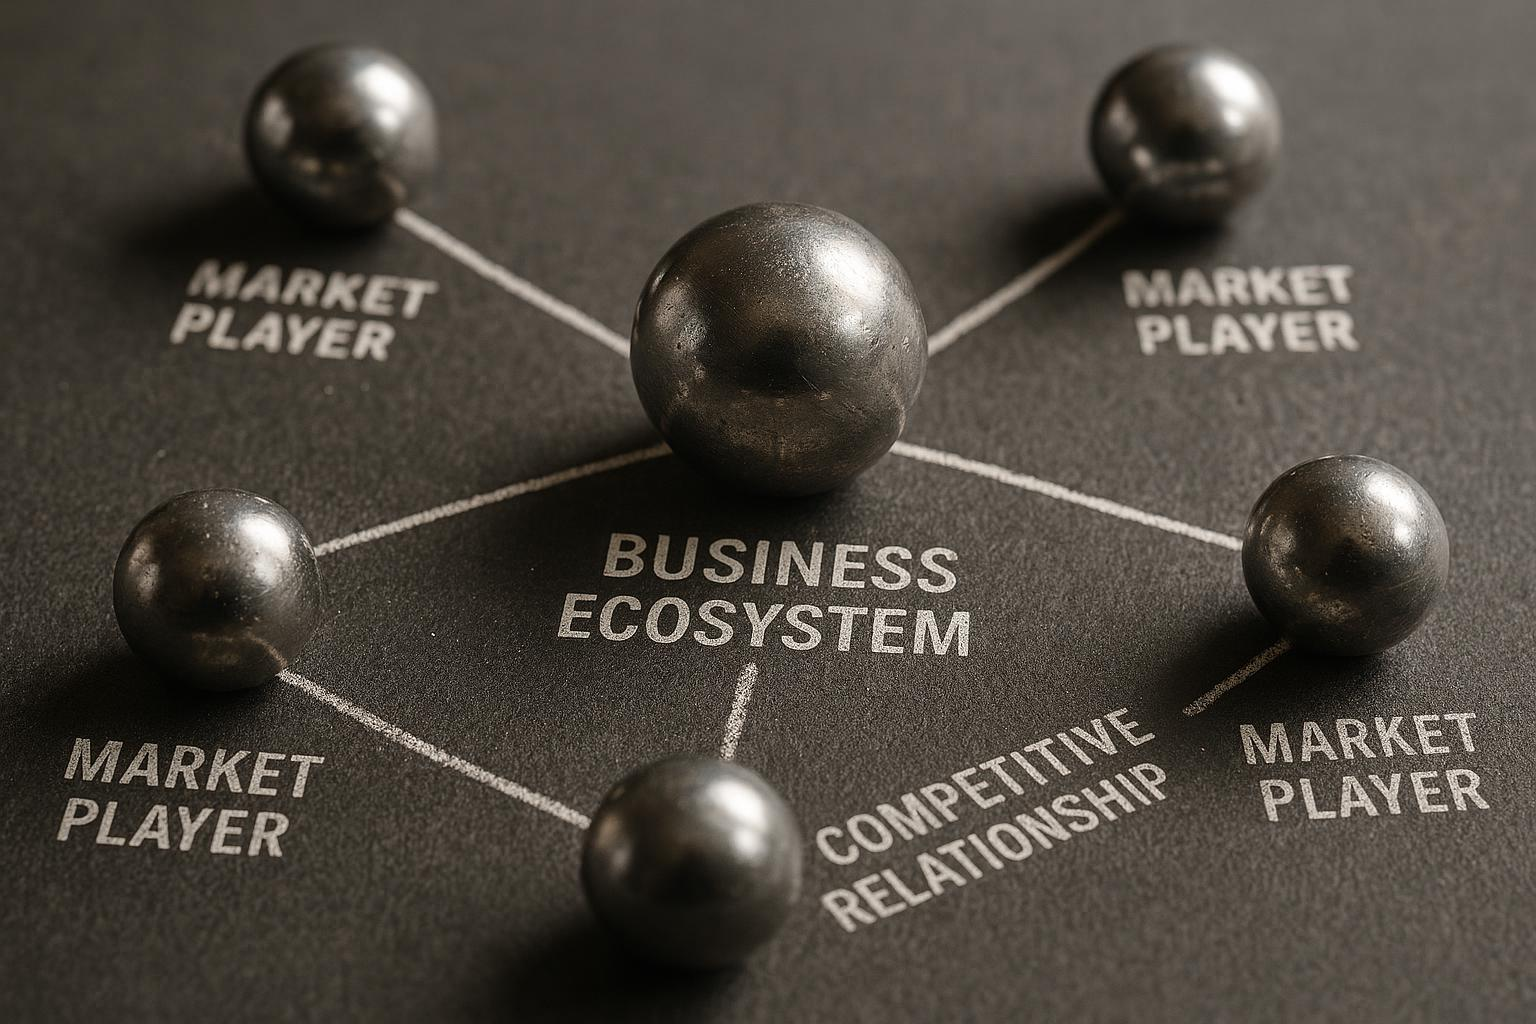 MARKET
PLAYER
MARKET
PLAYER
BUSINESS
ECOSYSTEM
MARKET
PLAYER
COMPETITIVE
RELATIONSHIP
MARKET
PLAYER